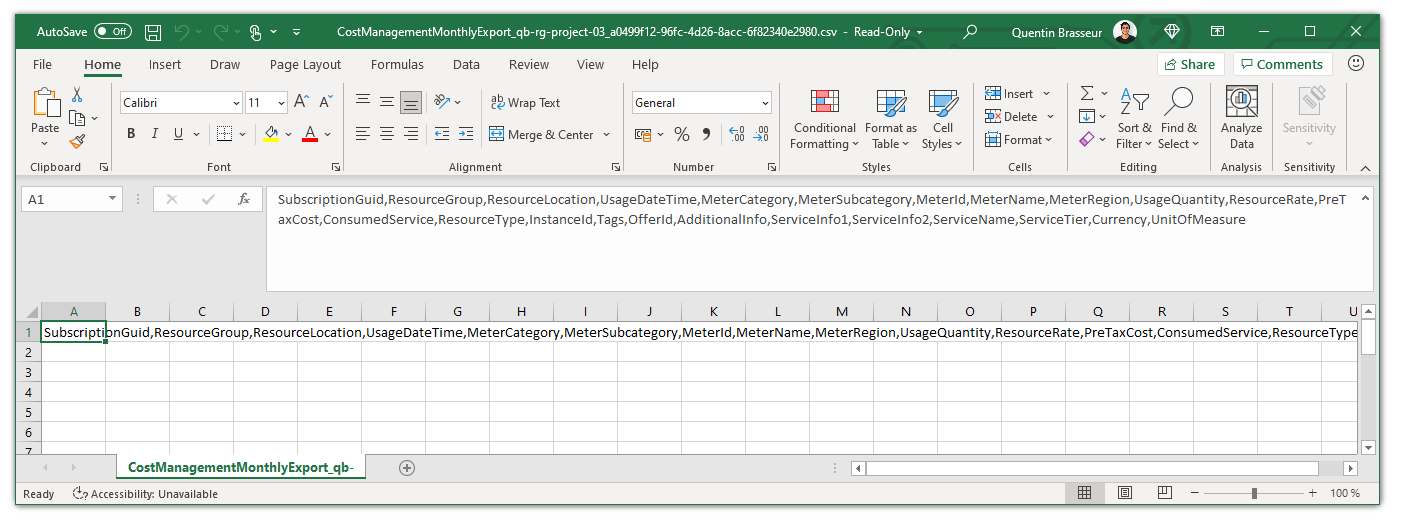 AutoSave Off CostManagementMonthlyExport_qb-rg-project-03_a0499f12-96fc-4d26-8acc-6f82340e2980.csv - Read-Only Quentin Brasseur
File Home Insert Draw Page Layout Formulas Data Review View Help Share Comments
Paste
Clipboard
Calibri 11
B I U
Font
ab Wrap Text
Merge & Center
Alignment
General
%
Number
Conditional Formatting
Format as Table
Cell Styles
Styles
Insert
Delete
Format
Cells
Sort & Filter
Find & Select
Editing
Analyze Data
Analysis
Sensitivity
Sensitivity
A1 fx
SubscriptionGuid,ResourceGroup,ResourceLocation,UsageDateTime,MeterCategory,MeterSubcategory,MeterId,MeterName,MeterRegion,UsageQuantity,ResourceRate,PreT
axCost,ConsumedService,ResourceType,InstanceId,Tags,OfferId,AdditionalInfo,ServiceInfo1,ServiceInfo2,ServiceName,ServiceTier,Currency,UnitOfMeasure
A B C D E F G H I J K L M N O P Q R S T U
1 SubscriptionGuid,ResourceGroup,ResourceLocation,UsageDateTime,MeterCategory,MeterSubcategory,MeterId,MeterName,MeterRegion,UsageQuantity,ResourceRate,PreTaxCost,ConsumedService,ResourceType
2
3
4
5
6
7
CostManagementMonthlyExport_qb-
Ready Accessibility: Unavailable 100 %